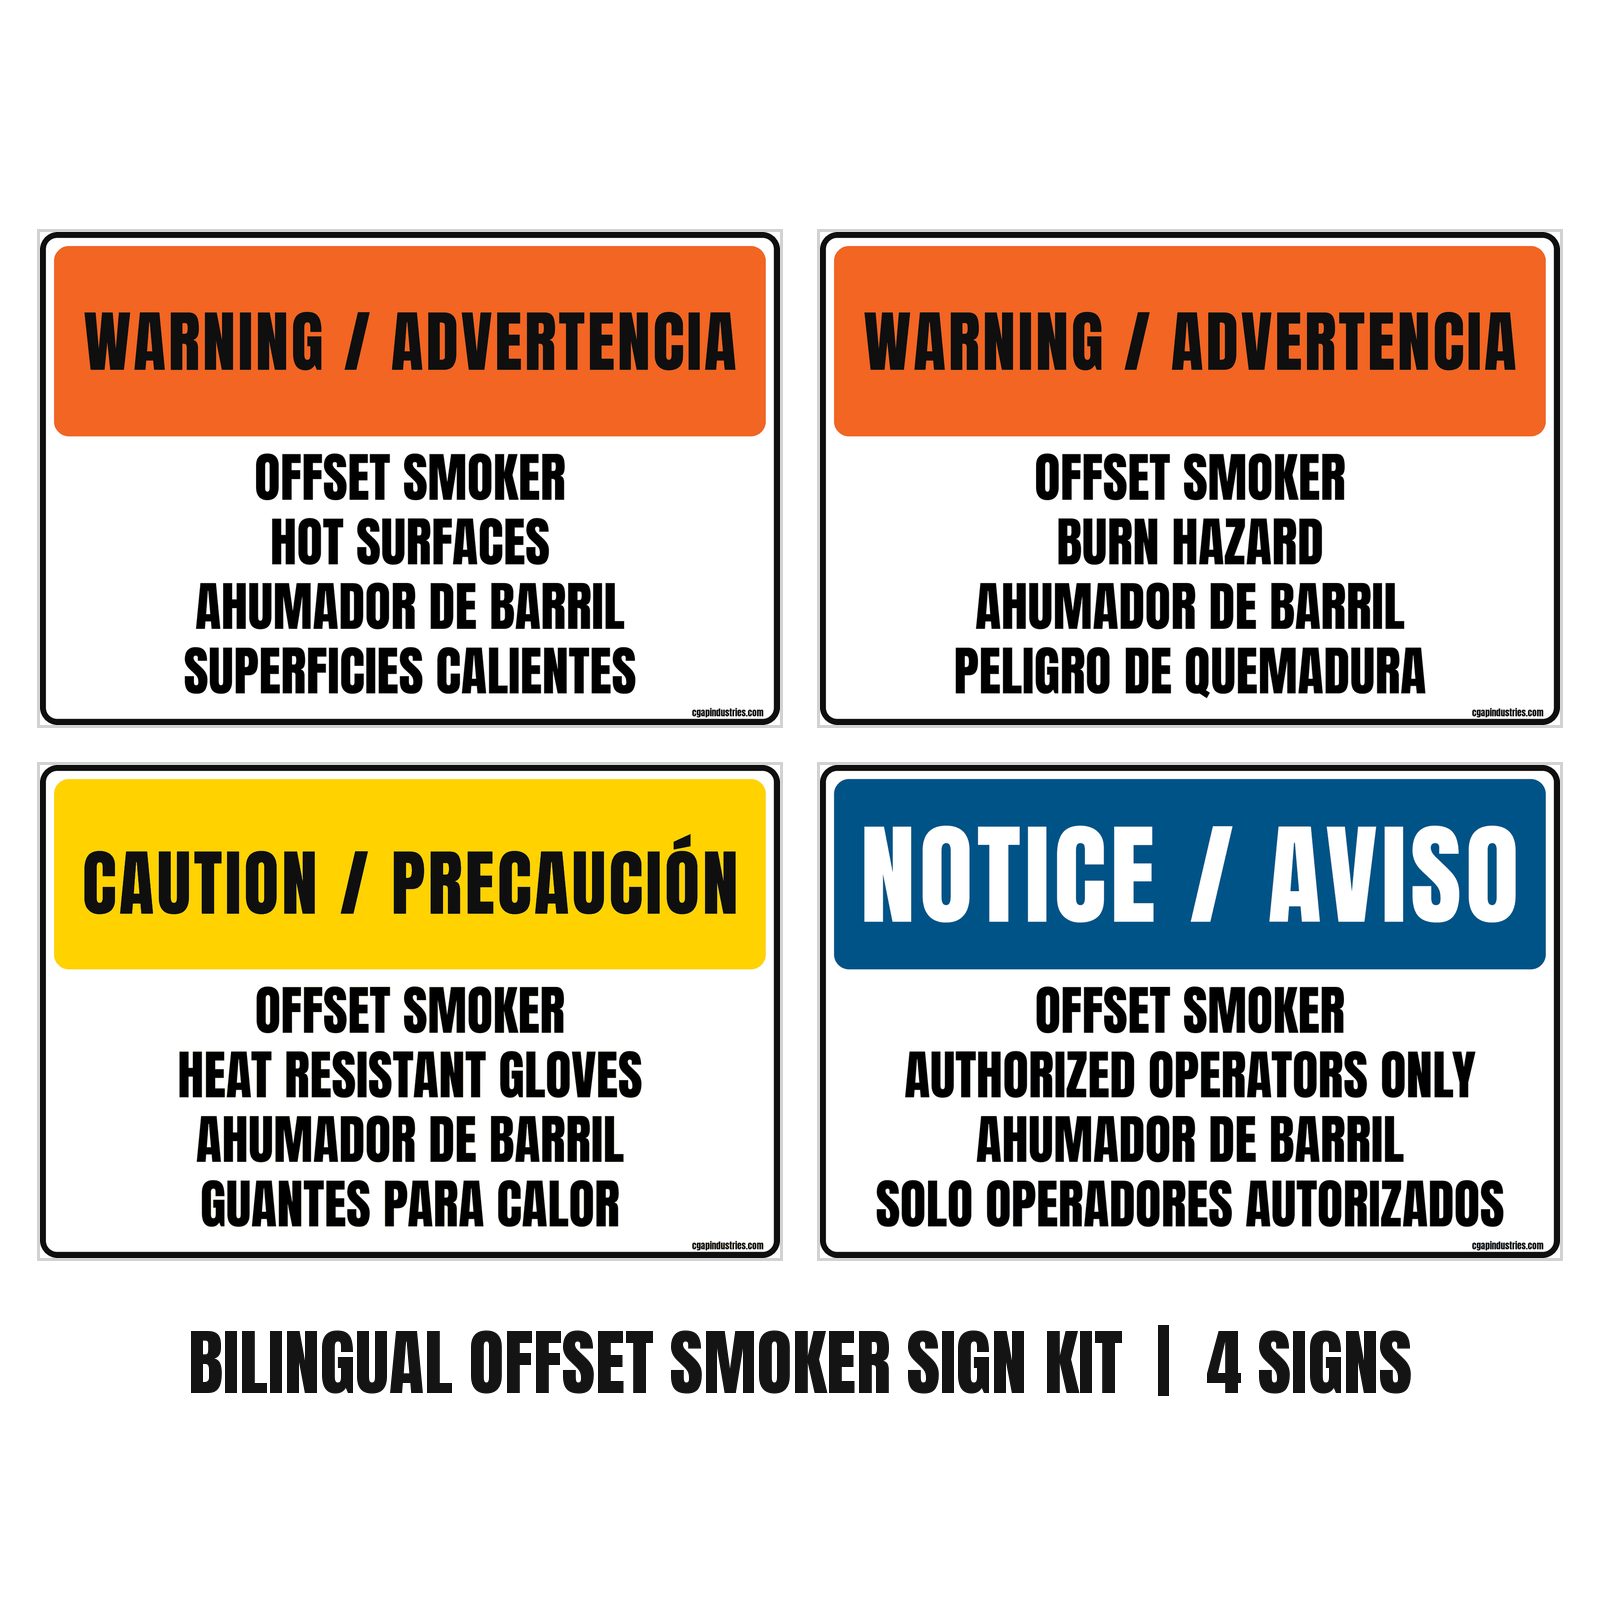 WARNING / ADVERTENCIA
OFFSET SMOKER
HOT SURFACES
AHUMADOR DE BARRIL
SUPERFICIES CALIENTES
cgapindustries.com
WARNING / ADVERTENCIA
OFFSET SMOKER
BURN HAZARD
AHUMADOR DE BARRIL
PELIGRO DE QUEMADURA
cgapindustries.com
CAUTION / PRECAUCIÓN
OFFSET SMOKER
HEAT RESISTANT GLOVES
AHUMADOR DE BARRIL
GUANTES PARA CALOR
cgapindustries.com
NOTICE / AVISO
OFFSET SMOKER
AUTHORIZED OPERATORS ONLY
AHUMADOR DE BARRIL
SOLO OPERADORES AUTORIZADOS
cgapindustries.com
BILINGUAL OFFSET SMOKER SIGN KIT | 4 SIGNS